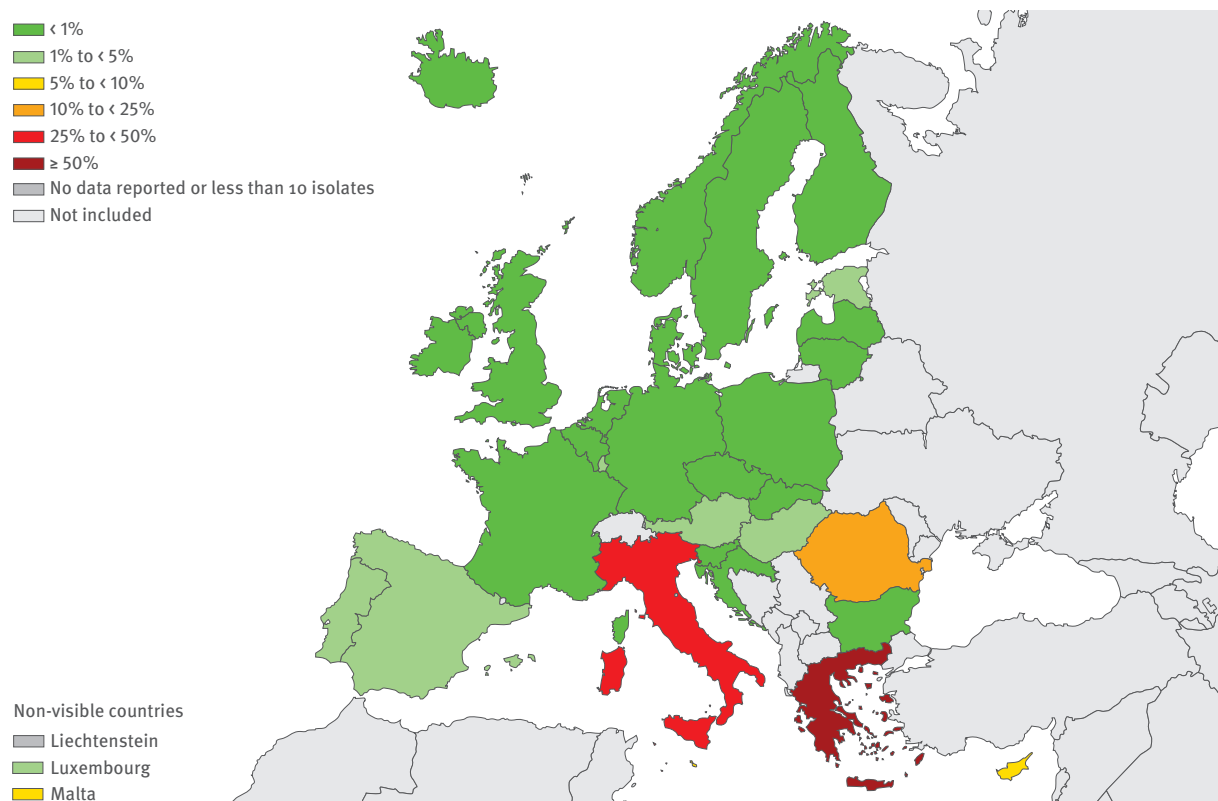 < 1%
1% to < 5%
5% to < 10%
10% to < 25%
25% to < 50%
≥ 50%
No data reported or less than 10 isolates
Not included
Non-visible countries
Liechtenstein
Luxembourg
Malta